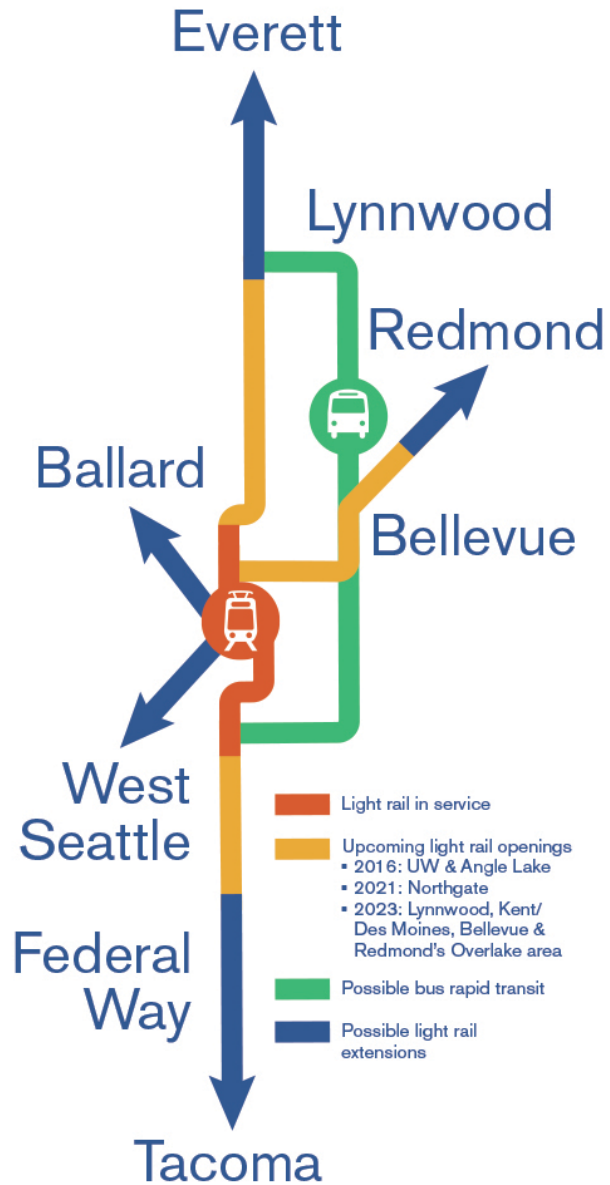 Everett
Lynnwood
Redmond
Ballard
Bellevue
West
Seattle
Federal
Way
Tacoma
Light rail in service
Upcoming light rail openings
▪ 2016: UW & Angle Lake
▪ 2021: Northgate
▪ 2023: Lynnwood, Kent/
Des Moines, Bellevue &
Redmond's Overlake area
Possible bus rapid transit
Possible light rail
extensions